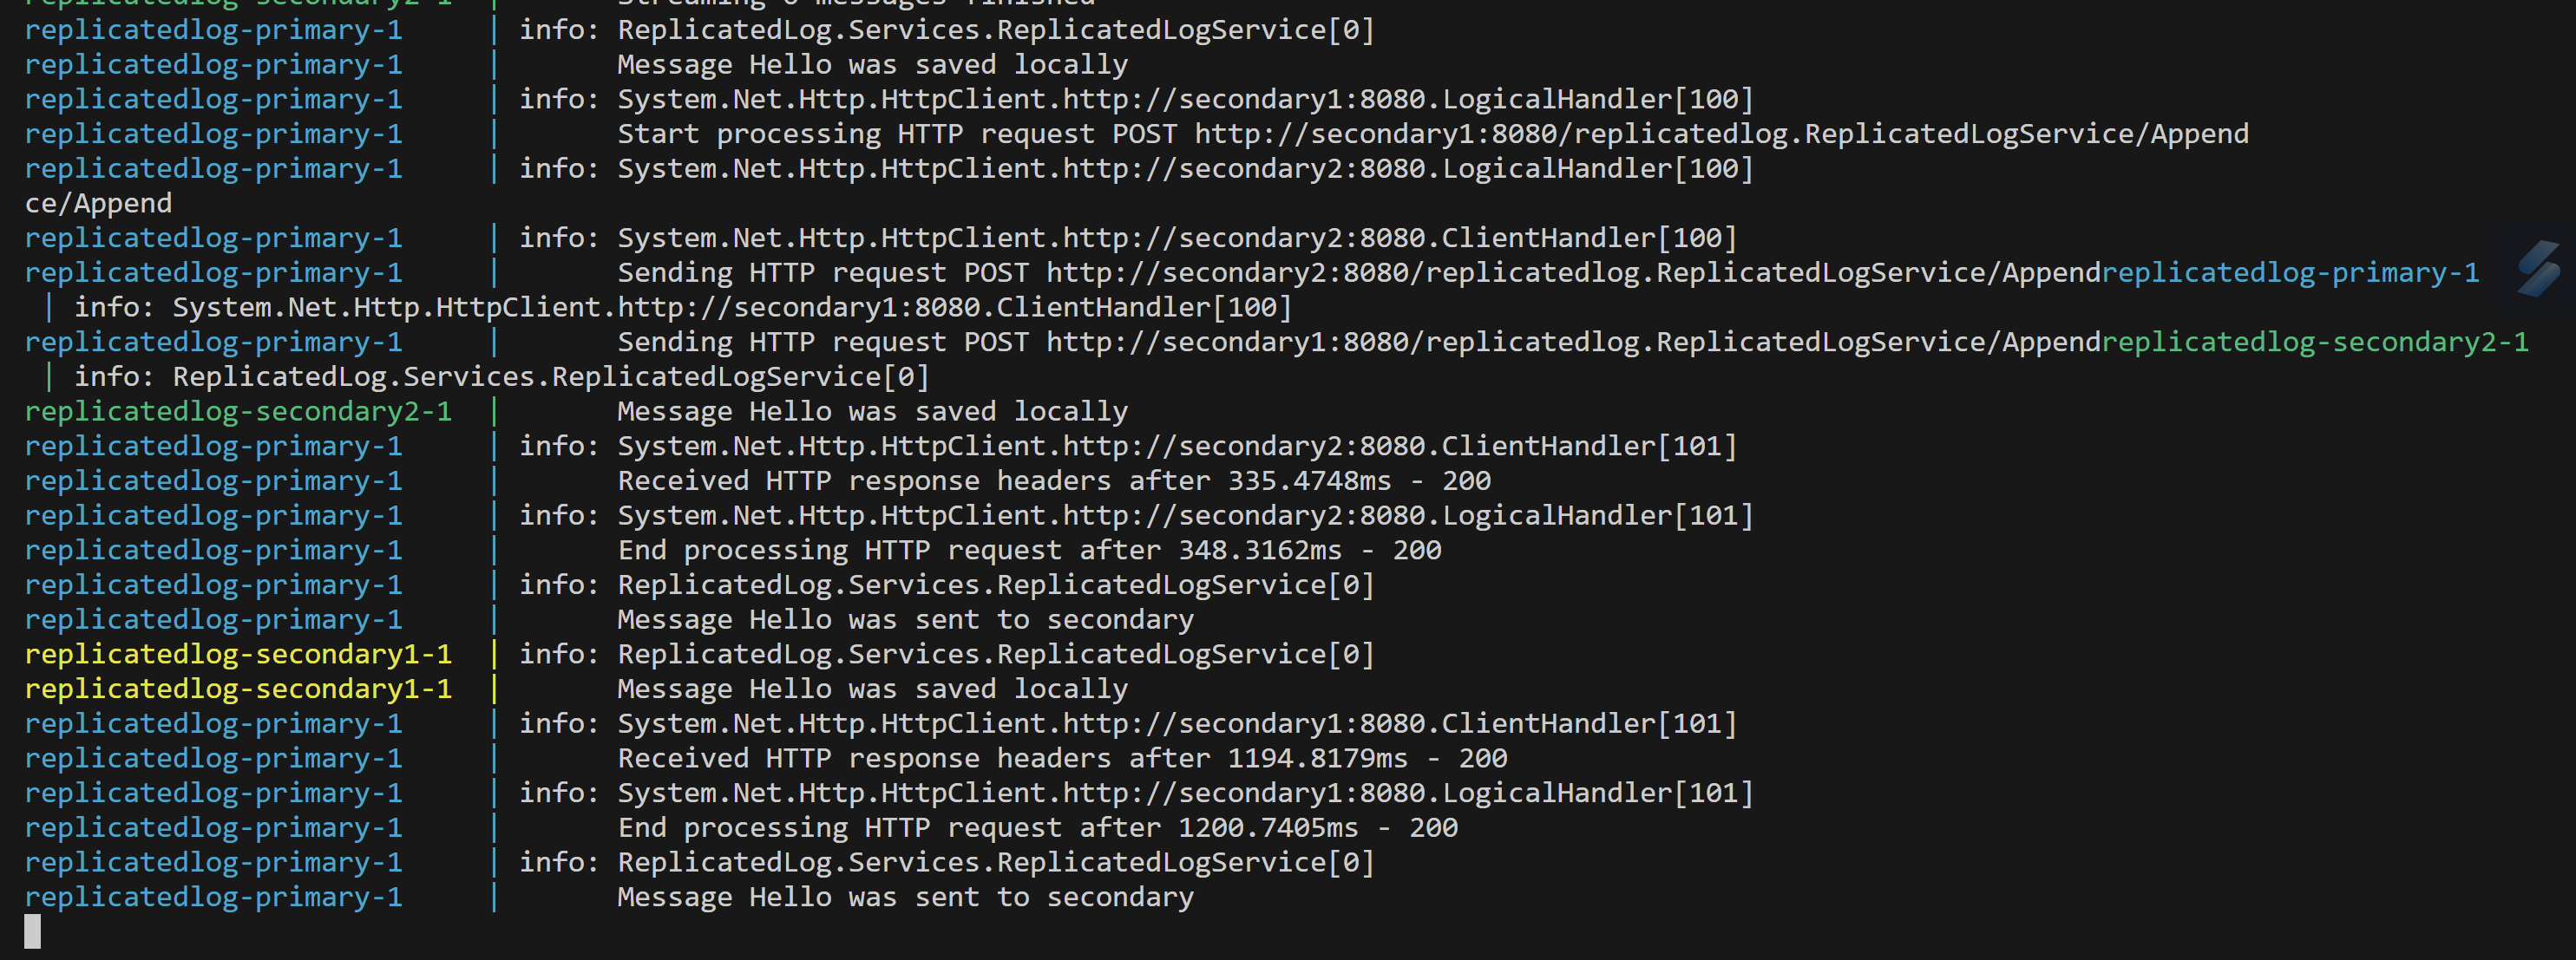 replicatedlog-secondary2-1  |       Streaming 0 messages finished
replicatedlog-primary-1     | info: ReplicatedLog.Services.ReplicatedLogService[0]
replicatedlog-primary-1     |       Message Hello was saved locally
replicatedlog-primary-1     | info: System.Net.Http.HttpClient.http://secondary1:8080.LogicalHandler[100]
replicatedlog-primary-1     |       Start processing HTTP request POST http://secondary1:8080/replicatedlog.ReplicatedLogService/Append
replicatedlog-primary-1     | info: System.Net.Http.HttpClient.http://secondary2:8080.LogicalHandler[100]
ce/Append
replicatedlog-primary-1     | info: System.Net.Http.HttpClient.http://secondary2:8080.ClientHandler[100]
replicatedlog-primary-1     |       Sending HTTP request POST http://secondary2:8080/replicatedlog.ReplicatedLogService/Appendreplicatedlog-primary-1
 | info: System.Net.Http.HttpClient.http://secondary1:8080.ClientHandler[100]
replicatedlog-primary-1     |       Sending HTTP request POST http://secondary1:8080/replicatedlog.ReplicatedLogService/Appendreplicatedlog-secondary2-1
 | info: ReplicatedLog.Services.ReplicatedLogService[0]
replicatedlog-secondary2-1  |       Message Hello was saved locally
replicatedlog-primary-1     | info: System.Net.Http.HttpClient.http://secondary2:8080.ClientHandler[101]
replicatedlog-primary-1     |       Received HTTP response headers after 335.4748ms - 200
replicatedlog-primary-1     | info: System.Net.Http.HttpClient.http://secondary2:8080.LogicalHandler[101]
replicatedlog-primary-1     |       End processing HTTP request after 348.3162ms - 200
replicatedlog-primary-1     | info: ReplicatedLog.Services.ReplicatedLogService[0]
replicatedlog-primary-1     |       Message Hello was sent to secondary
replicatedlog-secondary1-1  | info: ReplicatedLog.Services.ReplicatedLogService[0]
replicatedlog-secondary1-1  |       Message Hello was saved locally
replicatedlog-primary-1     | info: System.Net.Http.HttpClient.http://secondary1:8080.ClientHandler[101]
replicatedlog-primary-1     |       Received HTTP response headers after 1194.8179ms - 200
replicatedlog-primary-1     | info: System.Net.Http.HttpClient.http://secondary1:8080.LogicalHandler[101]
replicatedlog-primary-1     |       End processing HTTP request after 1200.7405ms - 200
replicatedlog-primary-1     | info: ReplicatedLog.Services.ReplicatedLogService[0]
replicatedlog-primary-1     |       Message Hello was sent to secondary